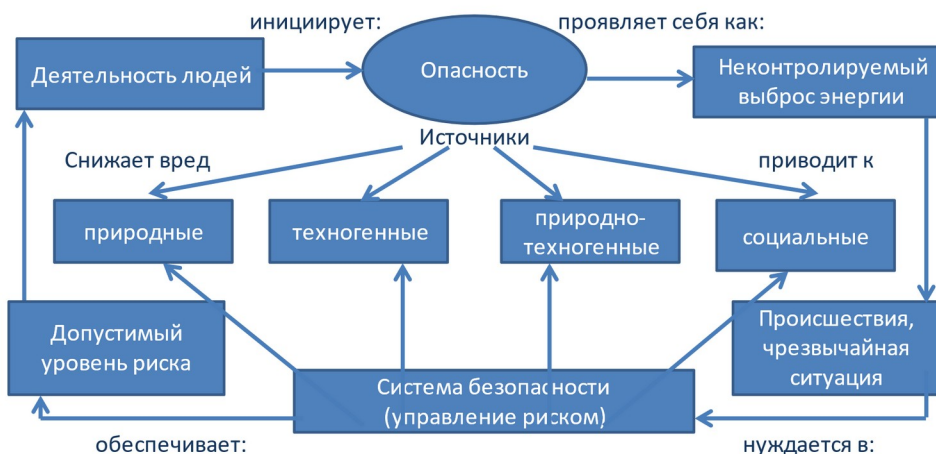 инициирует:
проявляет себя как:
Деятельность людей
Опасность
Неконтролируемый
выброс энергии
Источники
Снижает вред
приводит к
природные
техногенные
природно-
техногенные
социальные
Допустимый
уровень риска
Происшествия,
чрезвычайная
ситуация
Система безопасности
(управление риском)
обеспечивает:
нуждается в: